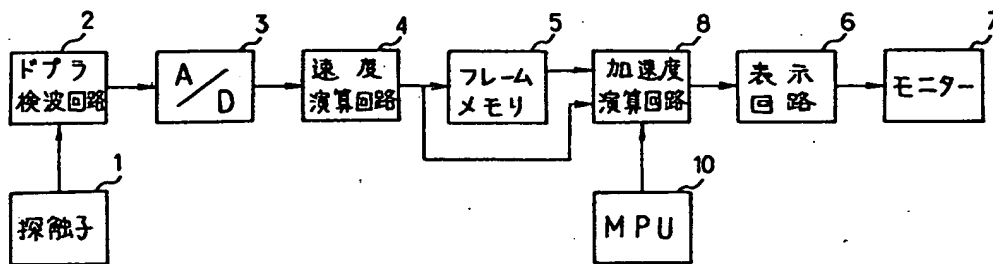 2
ドプラ
検波回路
3
A/D
4
速度
演算回路
5
フレーム
メモリ
8
加速度
演算回路
6
表示
回路
7
モニター
1
探触子
10
MPU